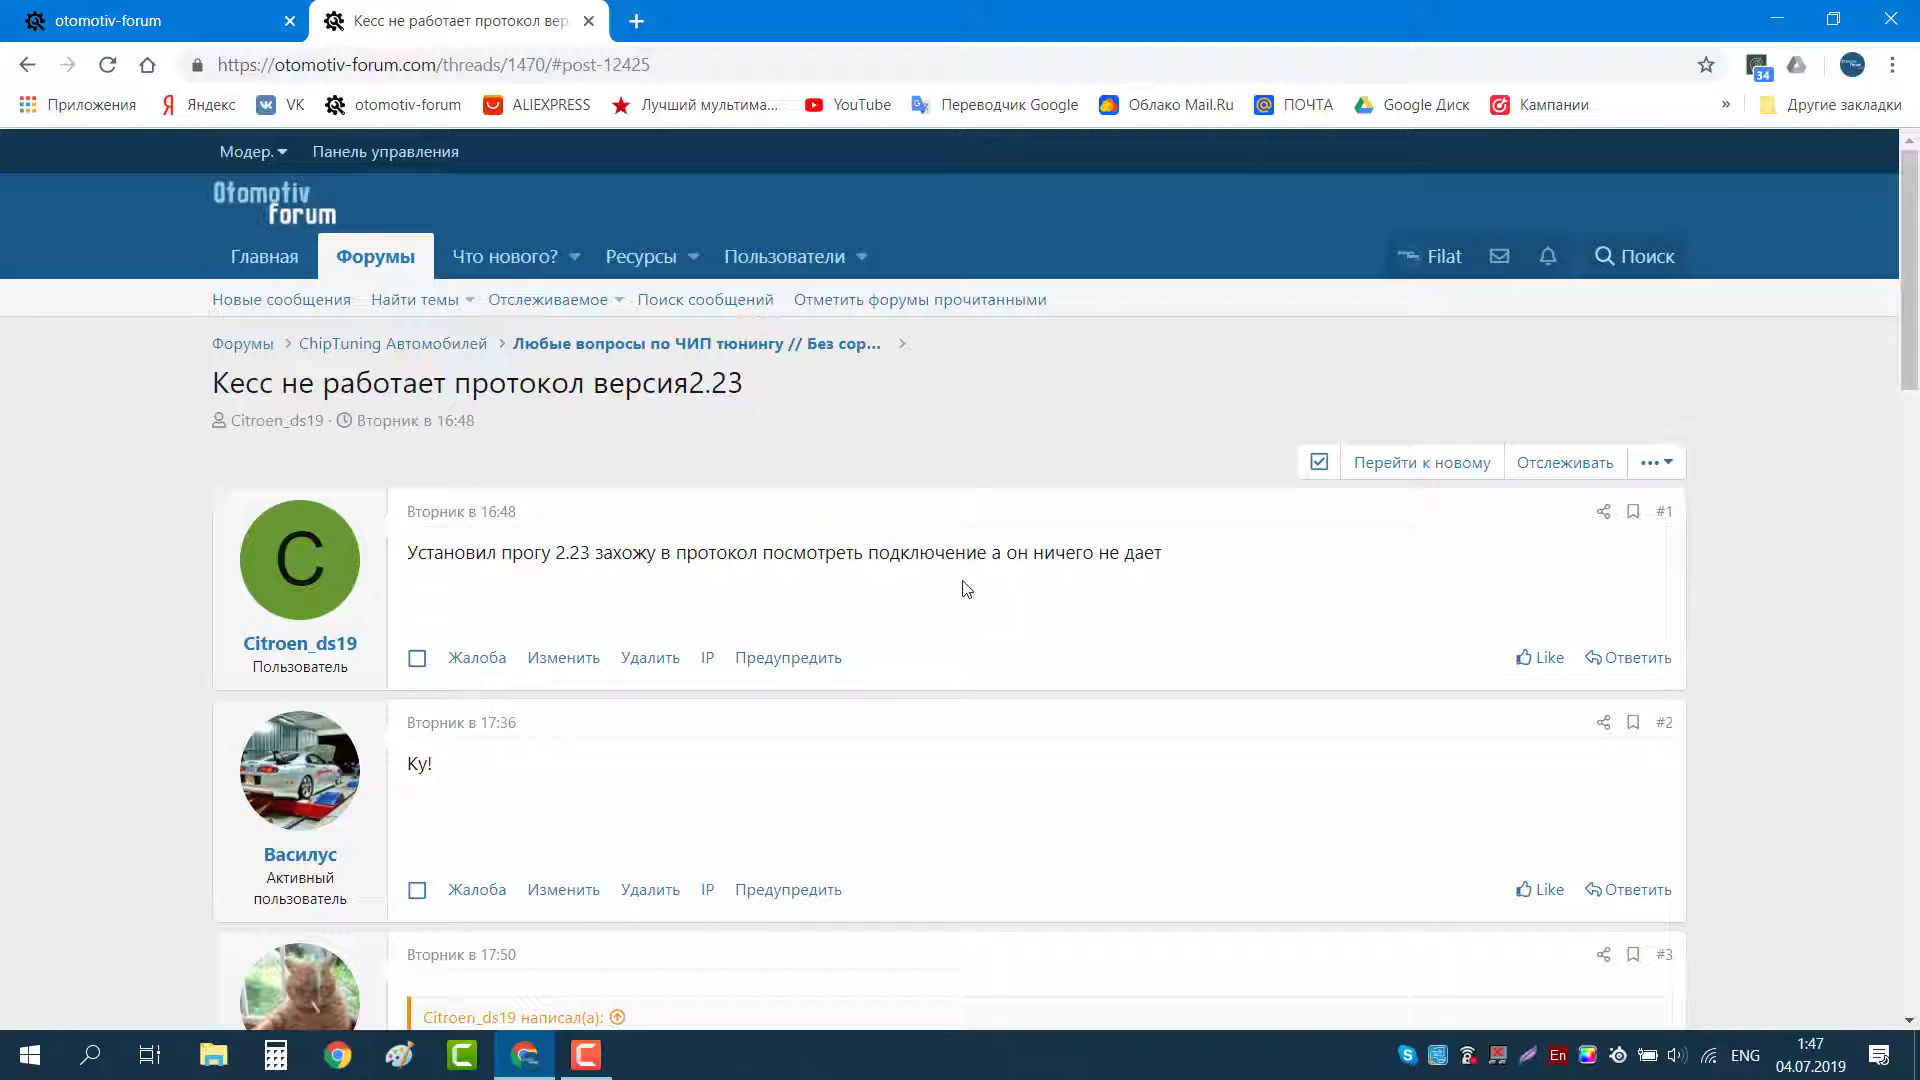 otomotiv-forum
Кесс не работает протокол вер
https://otomotiv-forum.com/threads/1470/#post-12425
34
Приложения
Яндекс
VK
otomotiv-forum
ALIEXPRESS
Лучший мультима...
YouTube
Переводчик Google
Облако Mail.Ru
ПОЧТА
Google Диск
Кампании
»
Другие закладки
Модер.
Панель управления
Otomotiv
forum
Главная
Форумы
Что нового?
Ресурсы
Пользователи
Filat
Поиск
Новые сообщения
Найти темы
Отслеживаемое
Поиск сообщений
Отметить форумы прочитанными
Форумы
ChipTuning Автомобилей
Любые вопросы по ЧИП тюнингу // Без сор...
Кесс не работает протокол версия2.23
Citroen_ds19 · Вторник в 16:48
Перейти к новому
Отслеживать
•••
C
Citroen_ds19
Пользователь
Вторник в 16:48
#1
Установил прогу 2.23 захожу в протокол посмотреть подключение а он ничего не дает
Жалоба
Изменить
Удалить
IP
Предупредить
Like
Ответить
Василус
Активный
пользователь
Вторник в 17:36
#2
Ку!
Жалоба
Изменить
Удалить
IP
Предупредить
Like
Ответить
Вторник в 17:50
#3
Citroen_ds19 написал(а):
En
ENG
1:47
04.07.2019